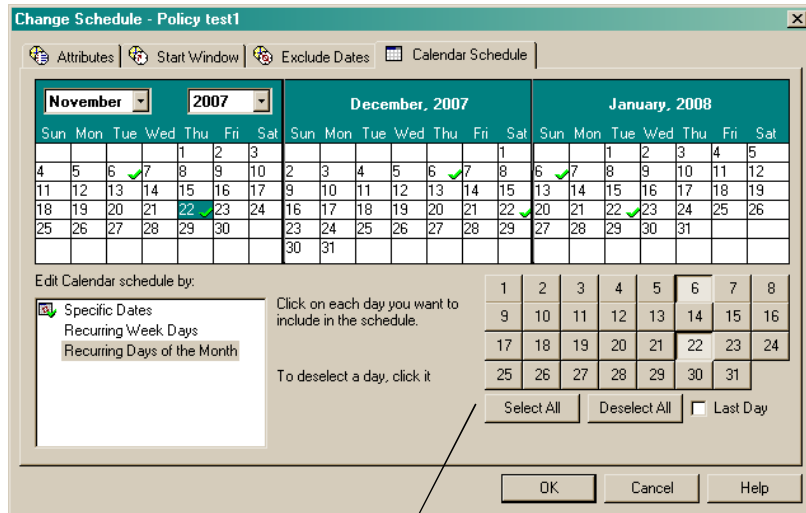 Change Schedule - Policy test1
Attributes Start Window Exclude Dates Calendar Schedule
November 2007 December, 2007 January, 2008
Sun Mon Tue Wed Thu Fri Sat Sun Mon Tue Wed Thu Fri Sat Sun Mon Tue Wed Thu Fri Sat
1 2 3 1 1 2 3 4 5
4 5 6 7 8 9 10 2 3 4 5 6 7 8 6 7 8 9 10 11 12
11 12 13 14 15 16 17 9 10 11 12 13 14 15 13 14 15 16 17 18 19
18 19 20 21 22 23 24 16 17 18 19 20 21 22 20 21 22 23 24 25 26
25 26 27 28 29 30 23 24 25 26 27 28 29 27 28 29 30 31
30 31
Edit Calendar schedule by:
Specific Dates
Recurring Week Days
Recurring Days of the Month
Click on each day you want to
include in the schedule.
To deselect a day, click it
1 2 3 4 5 6 7 8
9 10 11 12 13 14 15 16
17 18 19 20 21 22 23 24
25 26 27 28 29 30 31
Select All Deselect All Last Day
OK Cancel Help